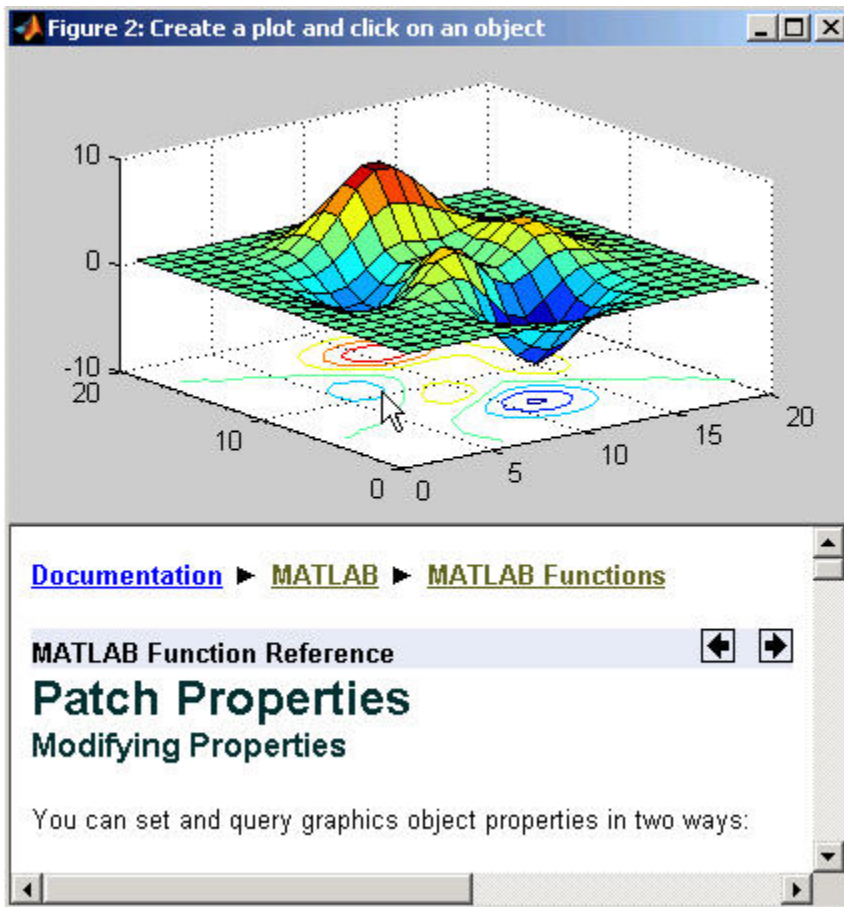 Figure 2: Create a plot and click on an object
10
0
-10
20
10
0
0
5
10
15
20
Documentation ► MATLAB ► MATLAB Functions
MATLAB Function Reference
Patch Properties
Modifying Properties
You can set and query graphics object properties in two ways: